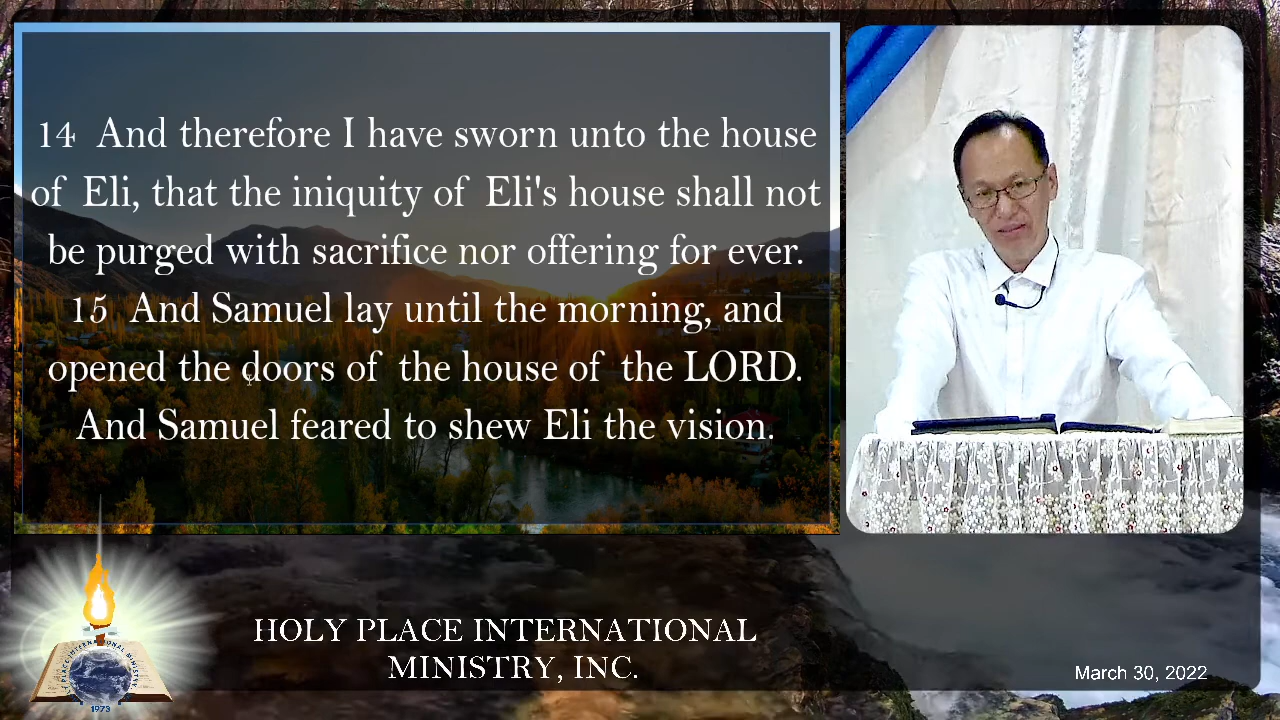 14 And therefore I have sworn unto the house
of Eli, that the iniquity of Eli's house shall not
be purged with sacrifice nor offering for ever.
15 And Samuel lay until the morning, and
opened the doors of the house of the LORD.
And Samuel feared to shew Eli the vision.
HOLY PLACE INTERNATIONAL
MINISTRY, INC.
March 30, 2022
INTERNATIONAL MINISTRY,
1973